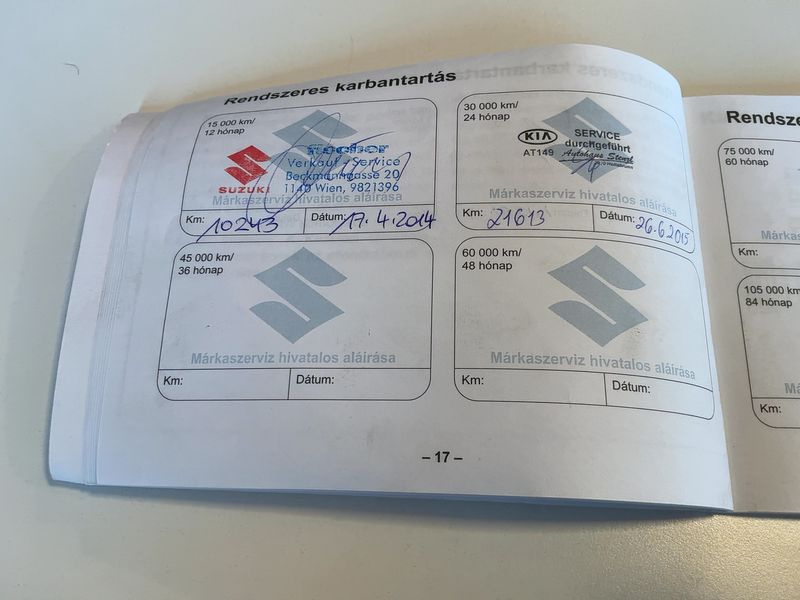 Rendszeres karbantartás
15 000 km/
12 hónap
SUZUKI
Verkauf - Service
Beckmanngasse 20
1140 Wien, 9821396
Márkaszerviz hivatalos aláírása
Km: 10243
Dátum: 17.4.2014
30 000 km/
24 hónap
KIA
AT149
SERVICE
durchgeführt
Autohaus Stenzl
Márkaszerviz hivatalos aláírása
Km: 21613
Dátum: 26.6.2015
45 000 km/
36 hónap
Márkaszerviz hivatalos aláírása
Km:
Dátum:
60 000 km/
48 hónap
Márkaszerviz hivatalos aláírása
Km:
Dátum:
– 17 –
Rendsze
75 000 km/
60 hónap
Márkas
Km:
105 000 km
84 hónap
Má
Km: